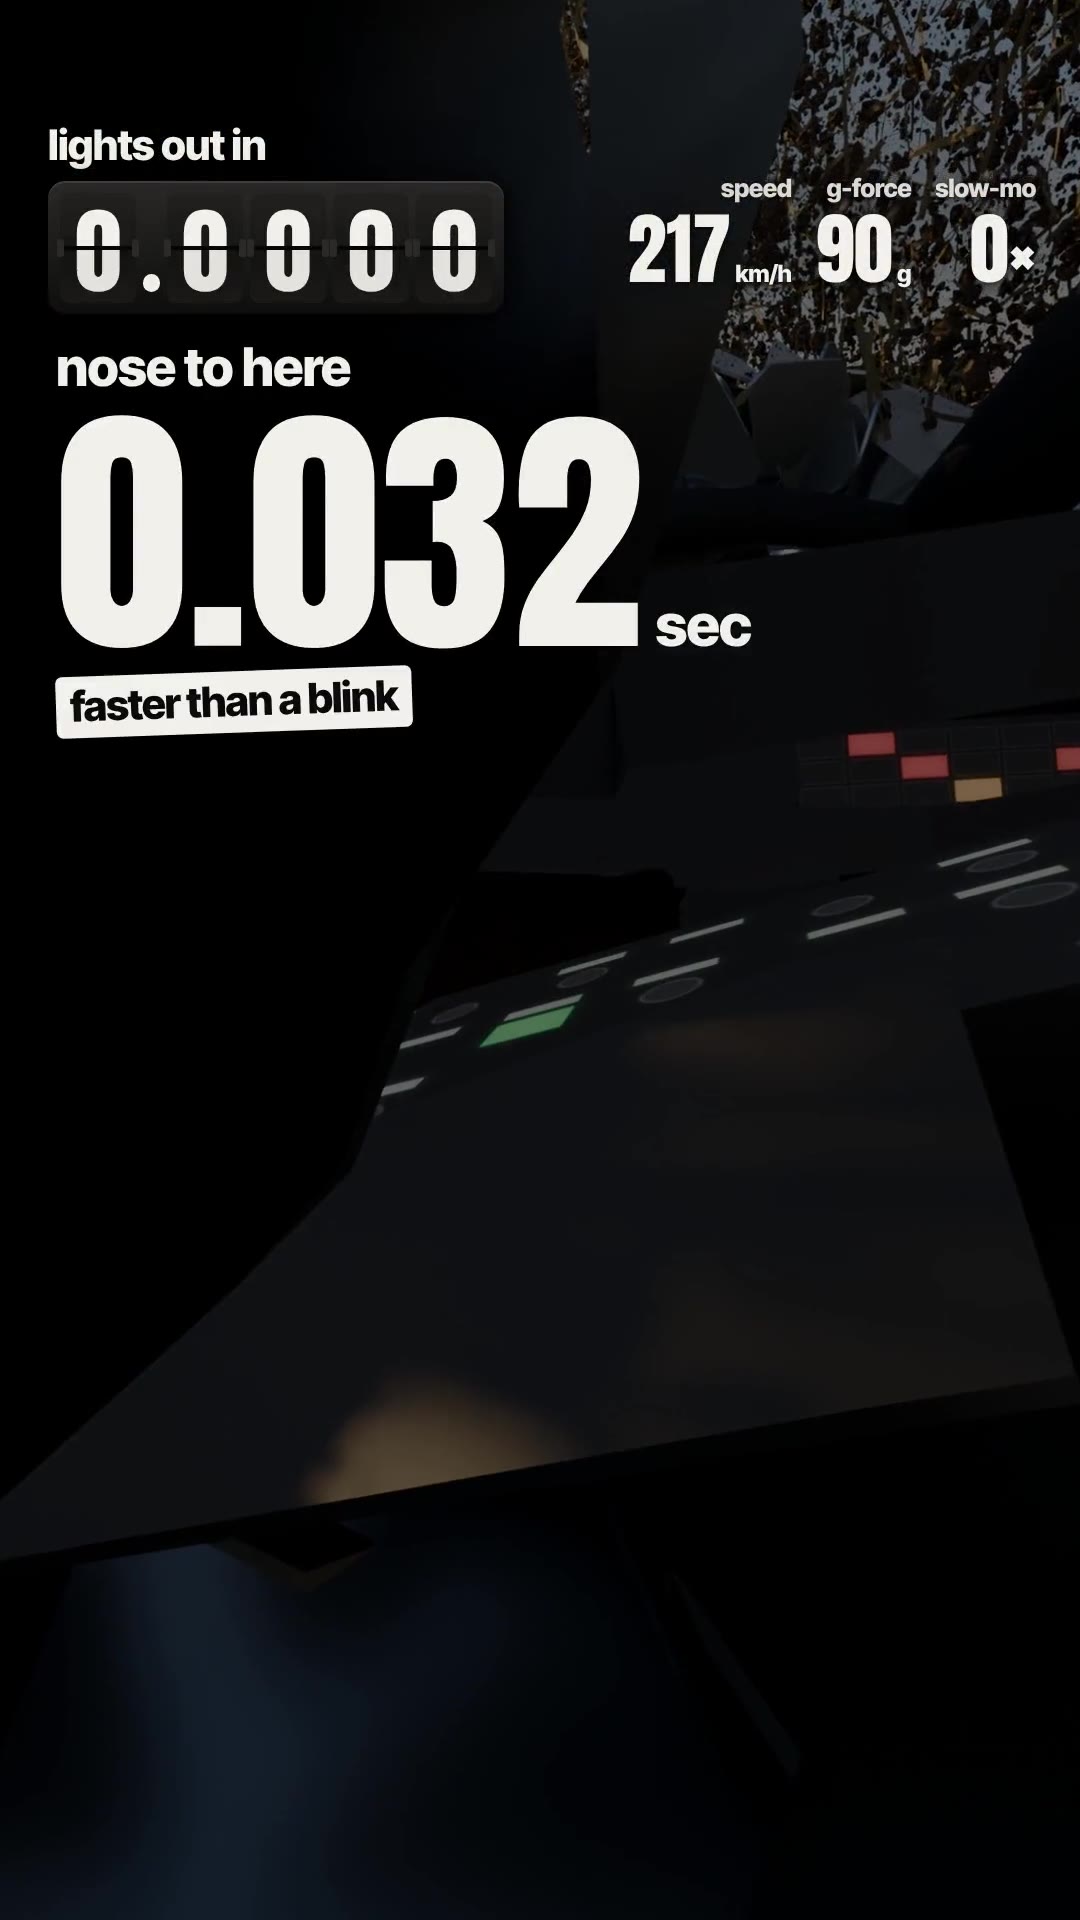 lights out in
0.0000
speed g-force slow-mo
217 km/h 90 g 0×
nose to here
0.032 sec
faster than a blink